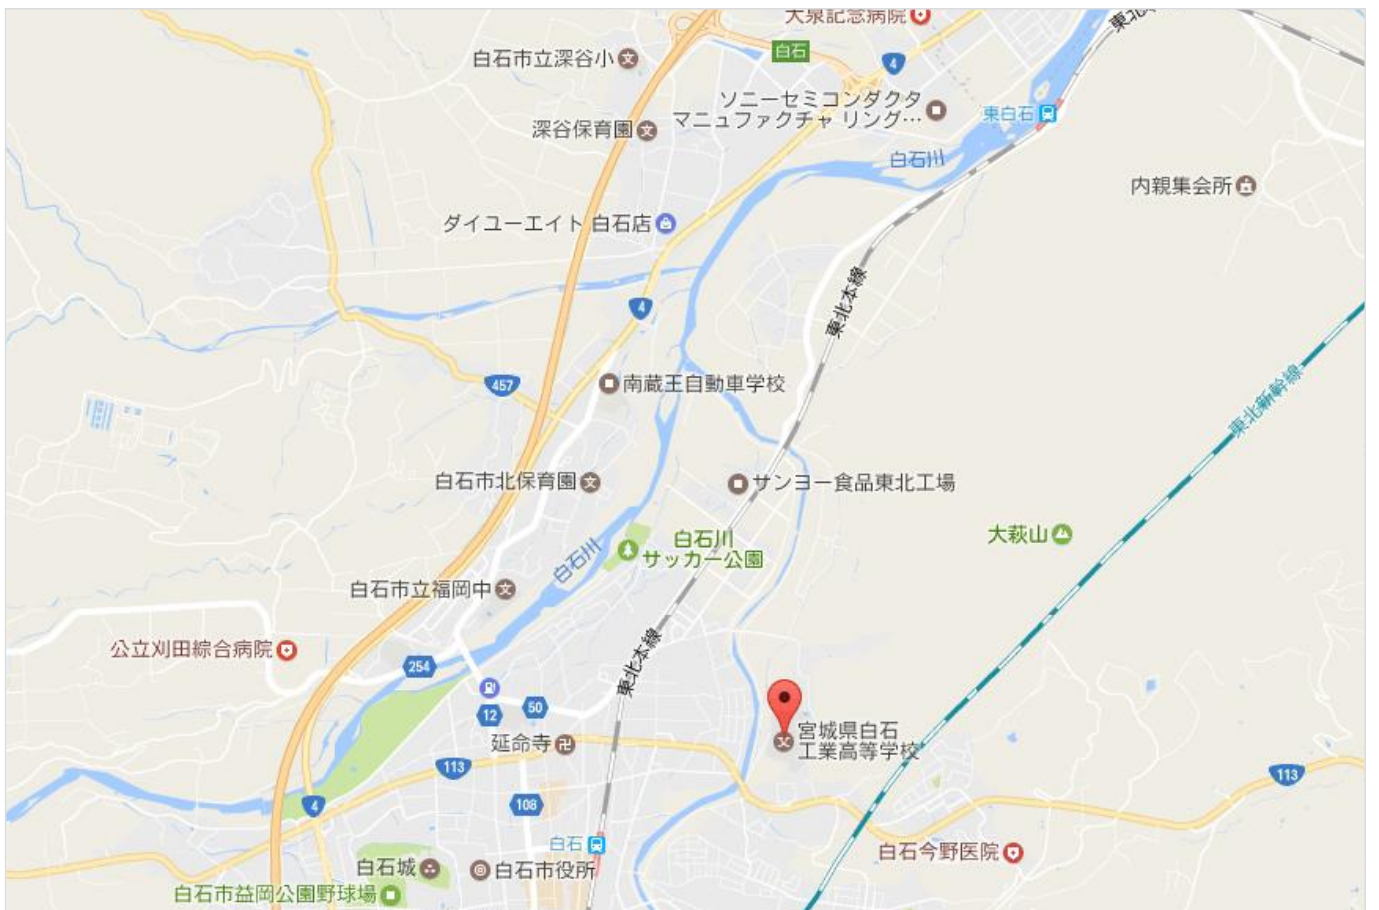 大泉記念病院
東北本
白石
白石市立深谷小
4
ソニーセミコンダクタ
マニュファクチャ リング…
東白石
深谷保育園
白石川
内親集会所
ダイユーエイト 白石店
東北本線
4
457
南蔵王自動車学校
東北新幹線
白石市北保育園
サンヨー食品東北工場
大萩山
白石川
サッカー公園
白石川
白石市立福岡中
公立刈田綜合病院
254
東北本線
12
50
宮城県白石
工業高等学校
延命寺
113
113
4
108
白石
白石今野医院
白石城
白石市役所
白石市益岡公園野球場